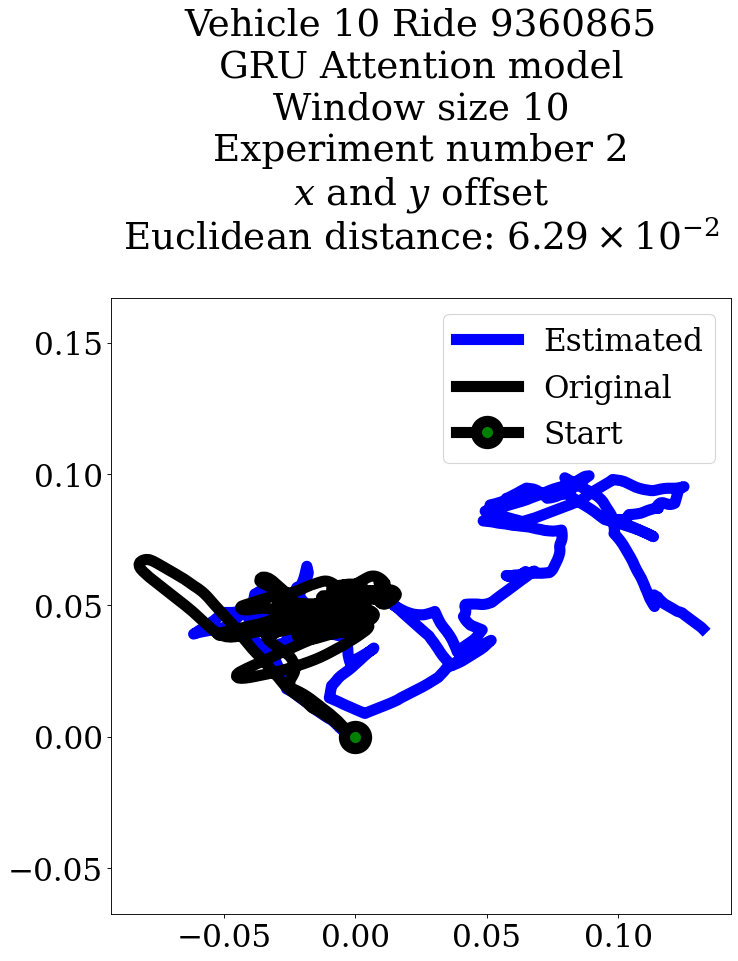 Vehicle 10 Ride 9360865
GRU Attention model
Window size 10
Experiment number 2
x and y offset
Euclidean distance: 6.29 × 10⁻²
Estimated
Original
Start
0.15
0.10
0.05
0.00
−0.05
−0.05 0.00 0.05 0.10